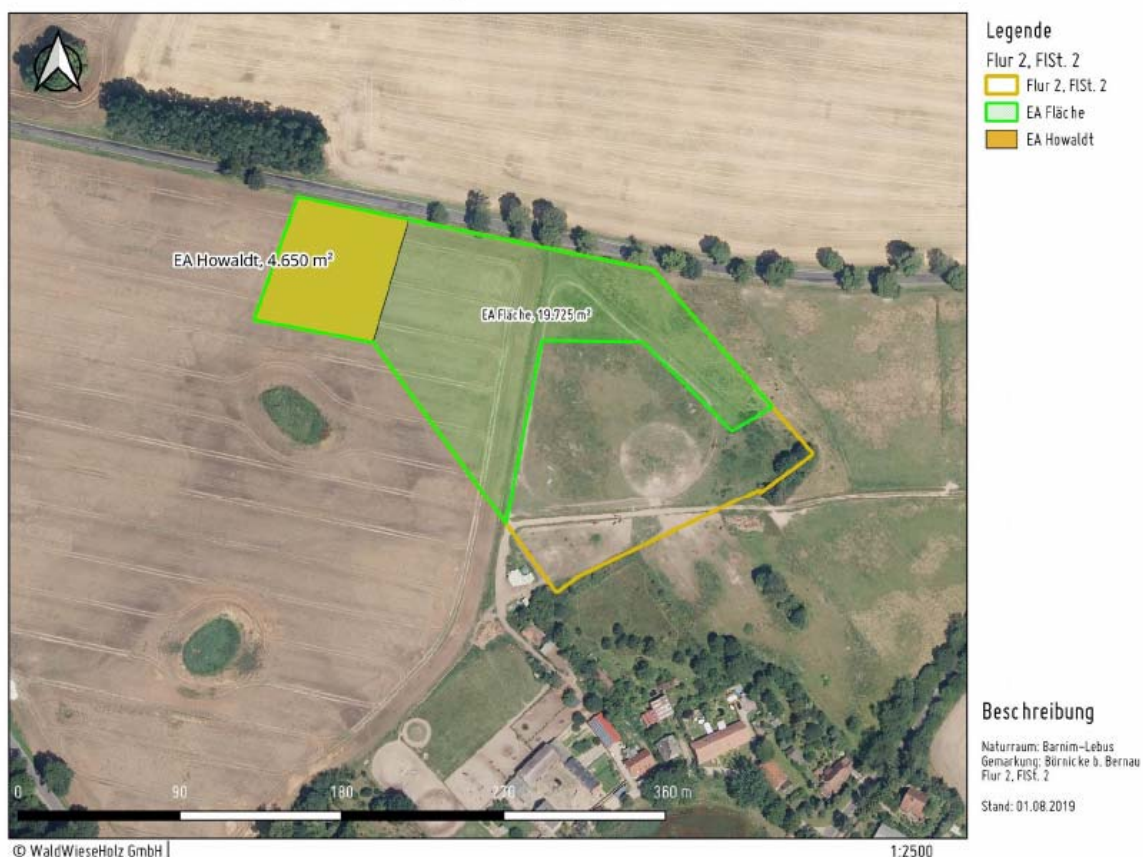 Legende
Flur 2, FlSt. 2
Flur 2, FlSt. 2
EA Fläche
EA Howaldt
EA Howaldt, 4.650 m²
EA Fläche, 19.725 m²
Beschreibung
Naturraum: Barnim-Lebus
Gemarkung: Börnicke b. Bernau
Flur 2, FlSt. 2
Stand: 01.08.2019
0 90 180 270 360 m
© WaldWieseHolz GmbH
1:2500